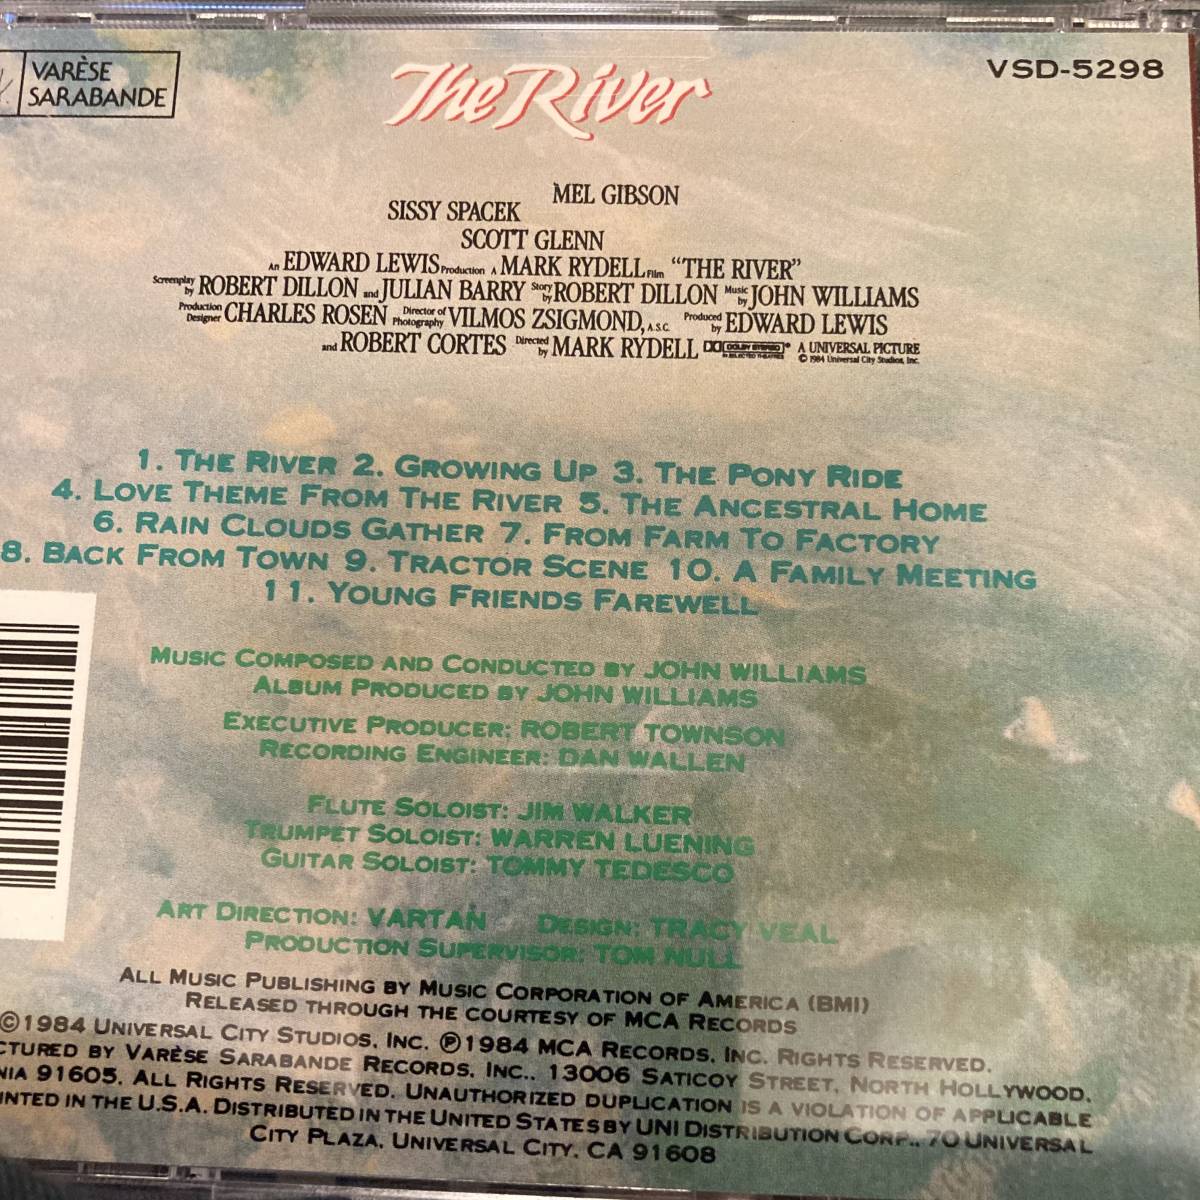 VARÈSE
SARABANDE
The River
VSD-5298
MEL GIBSON
SISSY SPACEK
SCOTT GLENN
An EDWARD LEWIS Production A MARK RYDELL Film "THE RIVER"
Screenplay by ROBERT DILLON and JULIAN BARRY Story by ROBERT DILLON Music by JOHN WILLIAMS
Production Designer CHARLES ROSEN Director of Photography VILMOS ZSIGMOND, A.S.C. Produced by EDWARD LEWIS
and ROBERT CORTES Directed by MARK RYDELL DOLBY STEREO IN SELECTED THEATRES A UNIVERSAL PICTURE
© 1984 Universal City Studios, Inc.
1. THE RIVER 2. GROWING UP 3. THE PONY RIDE
4. LOVE THEME FROM THE RIVER 5. THE ANCESTRAL HOME
6. RAIN CLOUDS GATHER 7. FROM FARM TO FACTORY
8. BACK FROM TOWN 9. TRACTOR SCENE 10. A FAMILY MEETING
11. YOUNG FRIENDS FAREWELL
MUSIC COMPOSED AND CONDUCTED BY JOHN WILLIAMS
ALBUM PRODUCED BY JOHN WILLIAMS
EXECUTIVE PRODUCER: ROBERT TOWNSON
RECORDING ENGINEER: DAN WALLEN
FLUTE SOLOIST: JIM WALKER
TRUMPET SOLOIST: WARREN LUENING
GUITAR SOLOIST: TOMMY TEDESCO
ART DIRECTION: VARTAN DESIGN: TRACY VEAL
PRODUCTION SUPERVISOR: TOM NULL
ALL MUSIC PUBLISHING BY MUSIC CORPORATION OF AMERICA (BMI)
RELEASED THROUGH THE COURTESY OF MCA RECORDS
©1984 UNIVERSAL CITY STUDIOS, INC. ℗1984 MCA RECORDS, INC. RIGHTS RESERVED.
CTURED BY VARÈSE SARABANDE RECORDS, INC., 13006 SATICOY STREET, NORTH HOLLYWOOD,
NIA 91605. ALL RIGHTS RESERVED. UNAUTHORIZED DUPLICATION IS A VIOLATION OF APPLICABLE
INTED IN THE U.S.A. DISTRIBUTED IN THE UNITED STATES BY UNI DISTRIBUTION CORP., 70 UNIVERSAL
CITY PLAZA, UNIVERSAL CITY, CA 91608